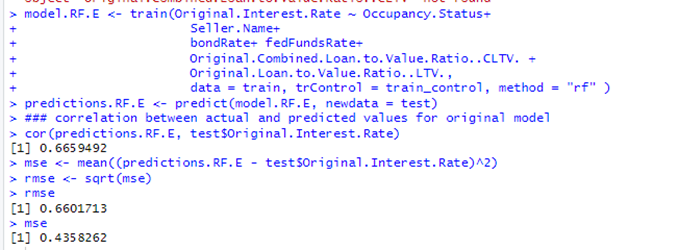 > model.RF.E <- train(Original.Interest.Rate ~ Occupancy.Status+
+ Seller.Name+
+ bondRate+ fedFundsRate+
+ Original.Combined.Loan.to.Value.Ratio..CLTV. +
+ Original.Loan.to.Value.Ratio..LTV.,
+ data = train, trControl = train_control, method = "rf" )
> predictions.RF.E <- predict(model.RF.E, newdata = test)
> ### correlation between actual and predicted values for original model
> cor(predictions.RF.E, test$Original.Interest.Rate)
[1] 0.6659492
> mse <- mean((predictions.RF.E - test$Original.Interest.Rate)^2)
> rmse <- sqrt(mse)
> rmse
[1] 0.6601713
> mse
[1] 0.4358262